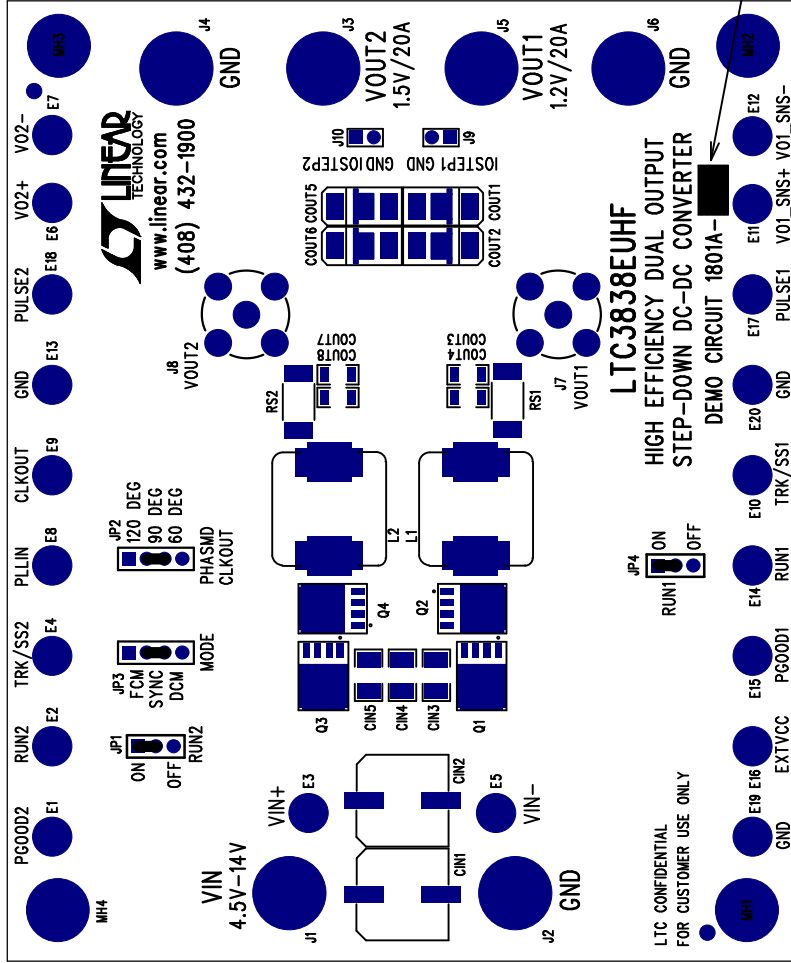 MH3
J4
GND
J3
VOUT2
1.5V/20A
J5
VOUT1
1.2V/20A
J6
GND
MH2
VO2-
E7
VO2+
E6
PULSE2
E18
GND
E13
CLKOUT
E9
PLLIN
E8
TRK/SS2
E4
RUN2
E2
PGOOD2
E1
MH4
LINEAR
TECHNOLOGY
www.linear.com
(408) 432-1900
J10
IOSTEP2
GND
J9
IOSTEP1
GND
COUT5
COUT6
COUT1
COUT2
J8
VOUT2
COUT7
COUT8
RS2
COUT3
COUT4
RS1
J7
VOUT1
LTC3838EUHF
HIGH EFFICIENCY DUAL OUTPUT
STEP-DOWN DC-DC CONVERTER
DEMO CIRCUIT 1801A-
E12
VO1_SNS-
E11
VO1_SNS+
E17
PULSE1
E20
GND
E10
TRK/SS1
E14
RUN1
E15
PGOOD1
E16
EXTVCC
E19
GND
MH1
JP2
120 DEG
90 DEG
60 DEG
PHASMD
CLKOUT
JP3
FCM
SYNC
DCM
MODE
JP1
ON
OFF
RUN2
L2
L1
Q4
Q2
Q3
Q1
CIN5
CIN4
CIN3
JP4
ON
OFF
RUN1
VIN+
E3
VIN-
E5
CIN2
CIN1
VIN
4.5V-14V
J1
J2
GND
LTC CONFIDENTIAL
FOR CUSTOMER USE ONLY